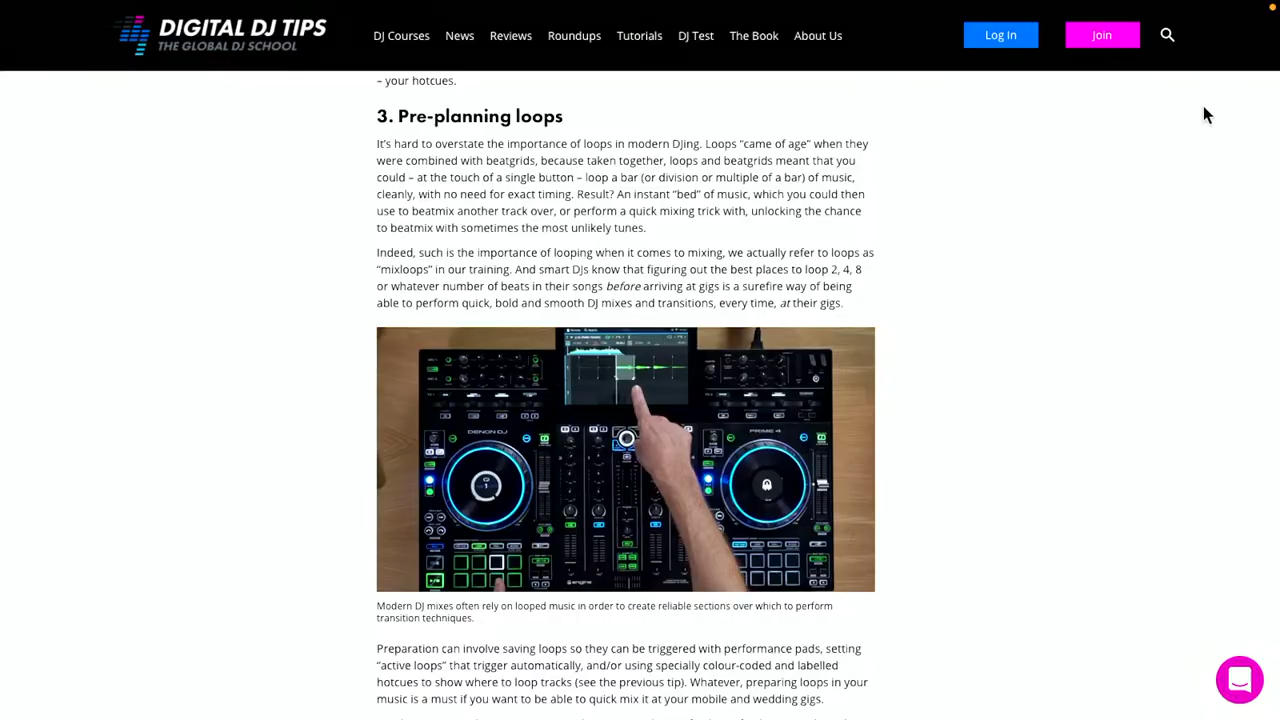 DIGITAL DJ TIPS
THE GLOBAL DJ SCHOOL
DJ Courses News Reviews Roundups Tutorials DJ Test The Book About Us Log In Join
– your hotcues.
3. Pre-planning loops
It's hard to overstate the importance of loops in modern DJing. Loops “came of age” when they
were combined with beatgrids, because taken together, loops and beatgrids meant that you
could – at the touch of a single button – loop a bar (or division or multiple of a bar) of music,
cleanly, with no need for exact timing. Result? An instant “bed” of music, which you could then
use to beatmix another track over, or perform a quick mixing trick with, unlocking the chance
to beatmix with sometimes the most unlikely tunes.
Indeed, such is the importance of looping when it comes to mixing, we actually refer to loops as
“mixloops” in our training. And smart DJs know that figuring out the best places to loop 2, 4, 8
or whatever number of beats in their songs before arriving at gigs is a surefire way of being
able to perform quick, bold and smooth DJ mixes and transitions, every time, at their gigs.
DENON DJ
PRIME 4
engine
Modern DJ mixes often rely on looped music in order to create reliable sections over which to perform
transition techniques.
Preparation can involve saving loops so they can be triggered with performance pads, setting
“active loops” that trigger automatically, and/or using specially colour-coded and labelled
hotcues to show where to loop tracks (see the previous tip). Whatever, preparing loops in your
music is a must if you want to be able to quick mix it at your mobile and wedding gigs.